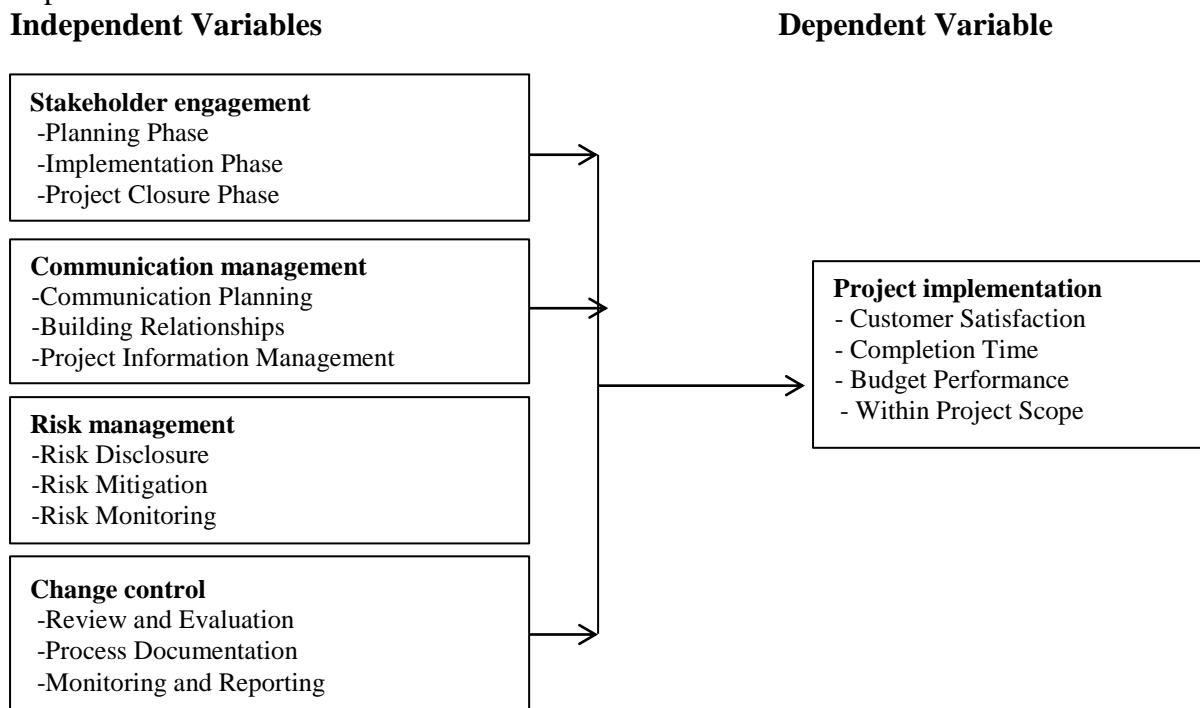 Independent Variables
Dependent Variable
Stakeholder engagement
-Planning Phase
-Implementation Phase
-Project Closure Phase
Communication management
-Communication Planning
-Building Relationships
-Project Information Management
Risk management
-Risk Disclosure
-Risk Mitigation
-Risk Monitoring
Change control
-Review and Evaluation
-Process Documentation
-Monitoring and Reporting
Project implementation
- Customer Satisfaction
- Completion Time
- Budget Performance
- Within Project Scope